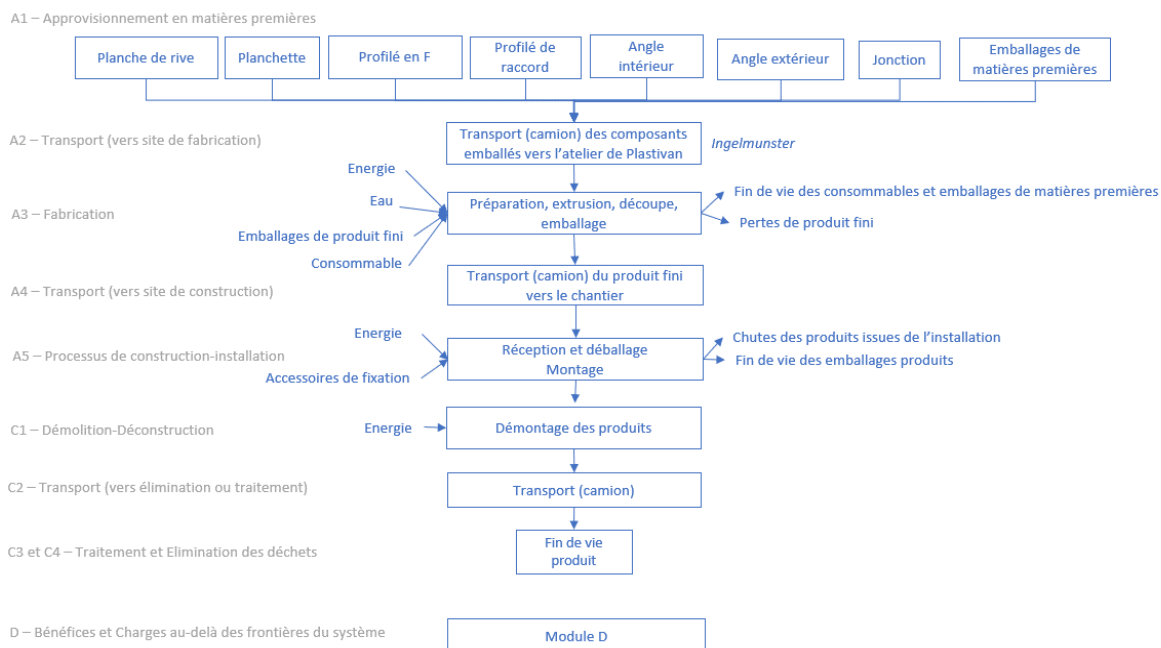 A1 – Approvisionnement en matières premières
Planche de rive
Planchette
Profilé en F
Profilé de
raccord
Angle
intérieur
Angle extérieur
Jonction
Emballages de
matières premières
A2 – Transport (vers site de fabrication)
Transport (camion) des composants
emballés vers l’atelier de Plastivan
Ingelmunster
Energie
Eau
Emballages de produit fini
Consommable
A3 – Fabrication
Préparation, extrusion, découpe,
emballage
Fin de vie des consommables et emballages de matières premières
Pertes de produit fini
A4 – Transport (vers site de construction)
Transport (camion) du produit fini
vers le chantier
Energie
A5 – Processus de construction-installation
Accessoires de fixation
Réception et déballage
Montage
Chutes des produits issues de l’installation
Fin de vie des emballages produits
C1 – Démolition-Déconstruction
Energie
Démontage des produits
C2 – Transport (vers élimination ou traitement)
Transport (camion)
C3 et C4 – Traitement et Elimination des déchets
Fin de vie
produit
D – Bénéfices et Charges au-delà des frontières du système
Module D